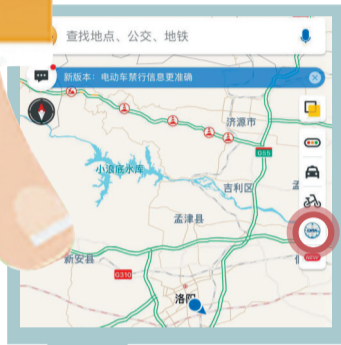 查找地点、公交、地铁
新版本：电动车禁行信息更准确
济源市
G55
小浪底水库
吉利区
孟津县
新安县
G310
NEW
洛阳